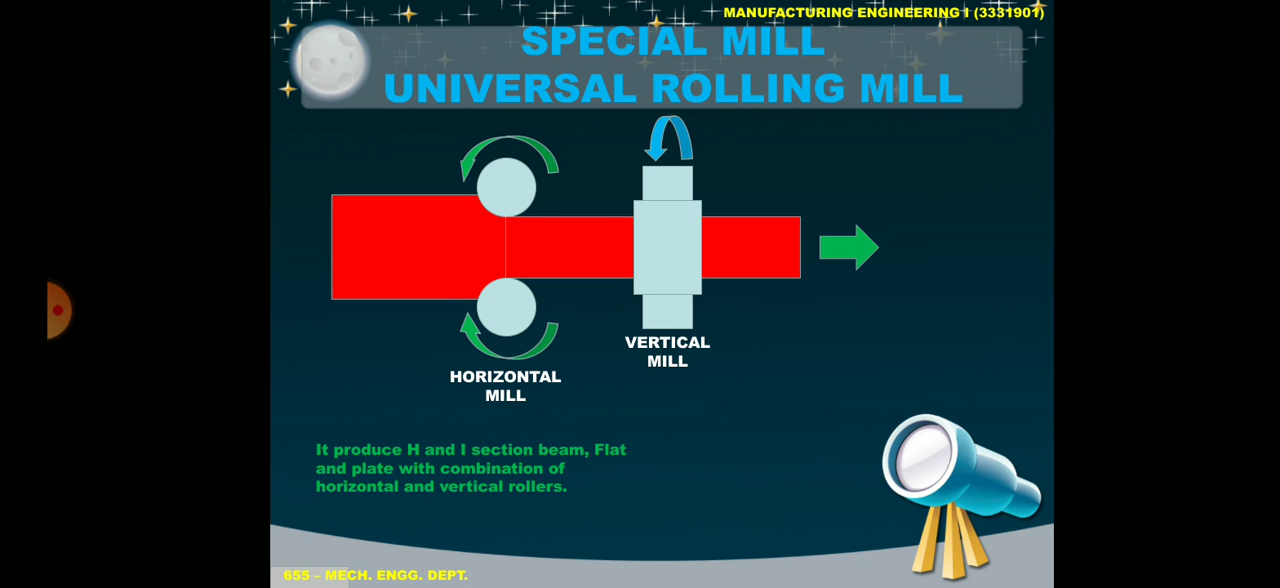 MANUFACTURING ENGINEERING I (3331901)
SPECIAL MILL
UNIVERSAL ROLLING MILL
VERTICAL
MILL
HORIZONTAL
MILL
It produce H and I section beam, Flat
and plate with combination of
horizontal and vertical rollers.
655 – MECH. ENGG. DEPT.